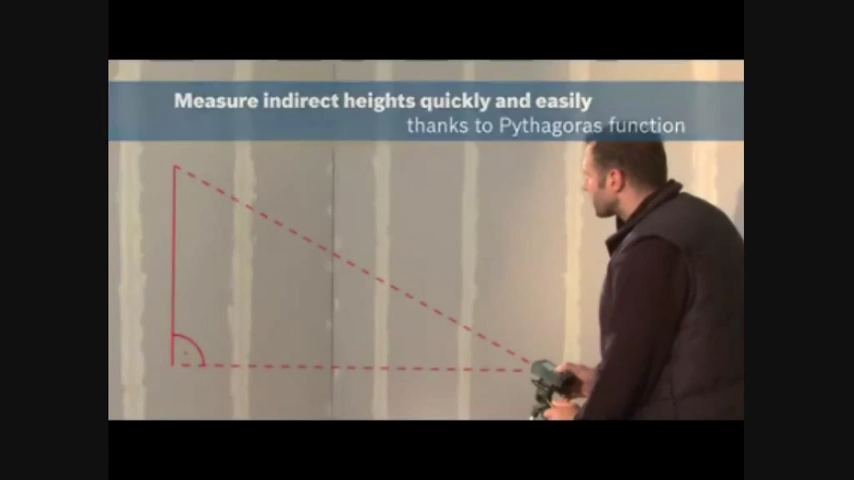 Measure indirect heights quickly and easily
thanks to Pythagoras function